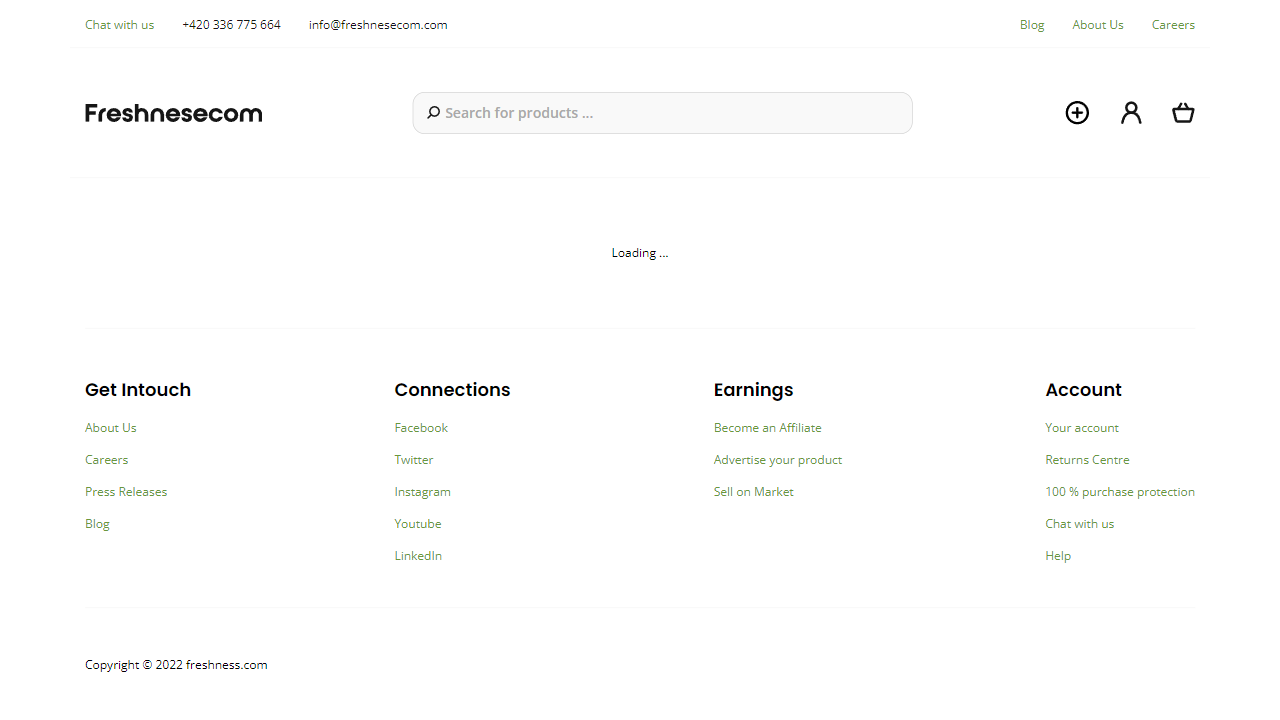 Chat with us +420 336 775 664 info@freshnesecom.com Blog About Us Careers
Freshnesecom
Search for products ...
Loading ...
Get Intouch
About Us
Careers
Press Releases
Blog
Connections
Facebook
Twitter
Instagram
Youtube
LinkedIn
Earnings
Become an Affiliate
Advertise your product
Sell on Market
Account
Your account
Returns Centre
100 % purchase protection
Chat with us
Help
Copyright © 2022 freshness.com